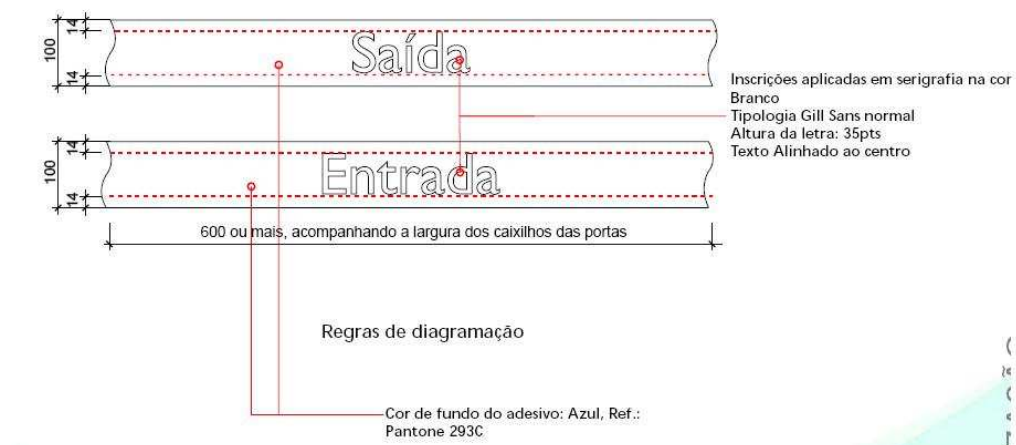 14
100
Saída
14
Inscrições aplicadas em serigrafia na cor
Branco
Tipologia Gill Sans normal
Altura da letra: 35pts
Texto Alinhado ao centro
14
100
Entrada
14
600 ou mais, acompanhando a largura dos caixilhos das portas
Regras de diagramação
Cor de fundo do adesivo: Azul, Ref.:
Pantone 293C